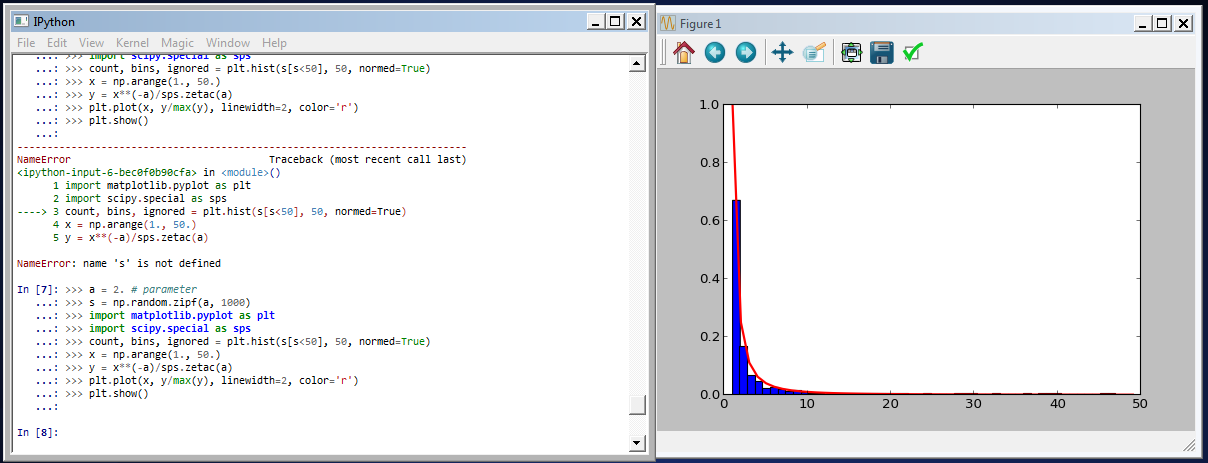 IPython
File Edit View Kernel Magic Window Help
...: >>> import scipy.special as sps
...: >>> count, bins, ignored = plt.hist(s[s<50], 50, normed=True)
...: >>> x = np.arange(1., 50.)
...: >>> y = x**(-a)/sps.zetac(a)
...: >>> plt.plot(x, y/max(y), linewidth=2, color='r')
...: >>> plt.show()
...:
---------------------------------------------------------------------------
NameError                                 Traceback (most recent call last)
<ipython-input-6-bec0f0b90cfa> in <module>()
      1 import matplotlib.pyplot as plt
      2 import scipy.special as sps
----> 3 count, bins, ignored = plt.hist(s[s<50], 50, normed=True)
      4 x = np.arange(1., 50.)
      5 y = x**(-a)/sps.zetac(a)
NameError: name 's' is not defined
In [7]: >>> a = 2. # parameter
...: >>> s = np.random.zipf(a, 1000)
...: >>> import matplotlib.pyplot as plt
...: >>> import scipy.special as sps
...: >>> count, bins, ignored = plt.hist(s[s<50], 50, normed=True)
...: >>> x = np.arange(1., 50.)
...: >>> y = x**(-a)/sps.zetac(a)
...: >>> plt.plot(x, y/max(y), linewidth=2, color='r')
...: >>> plt.show()
...:
In [8]:
Figure 1
1.0
0.8
0.6
0.4
0.2
0.0
0 10 20 30 40 50